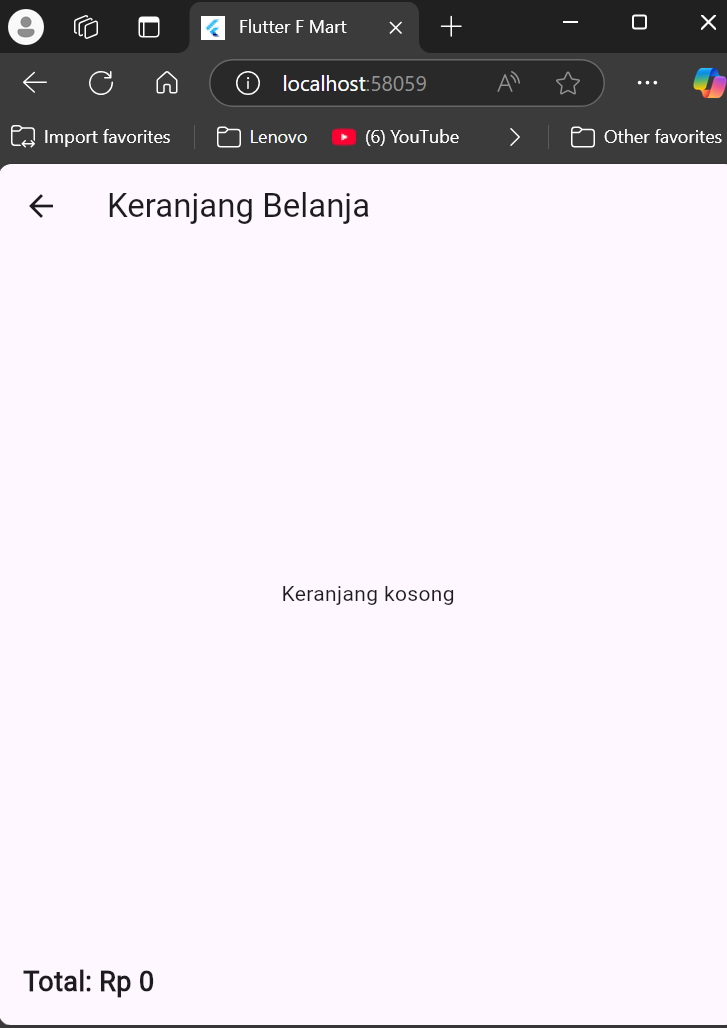 Flutter F Mart
localhost:58059
Import favorites
Lenovo
(6) YouTube
Other favorites
Keranjang Belanja
Keranjang kosong
Total: Rp 0